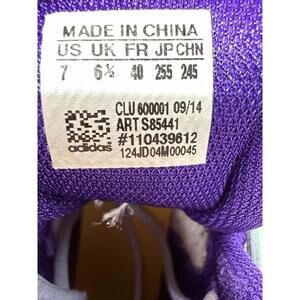 MADE IN CHINA
US UK FR JP CHN
7 6½ 40 255 245
CLU 600001 09/14
ART S85441
#110439612
adidas 124JD04M00045